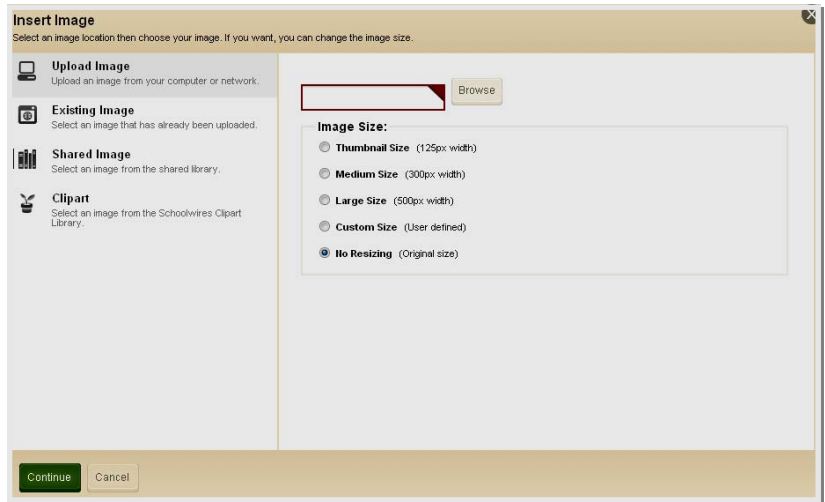 Insert Image
Select an image location then choose your image. If you want, you can change the image size.
Upload Image
Upload an image from your computer or network.
Existing Image
Select an image that has already been uploaded.
Shared Image
Select an image from the shared library.
Clipart
Select an image from the Schoolwires Clipart
Library.
Browse
Image Size:
Thumbnail Size (125px width)
Medium Size (300px width)
Large Size (500px width)
Custom Size (User defined)
No Resizing (Original size)
Continue
Cancel